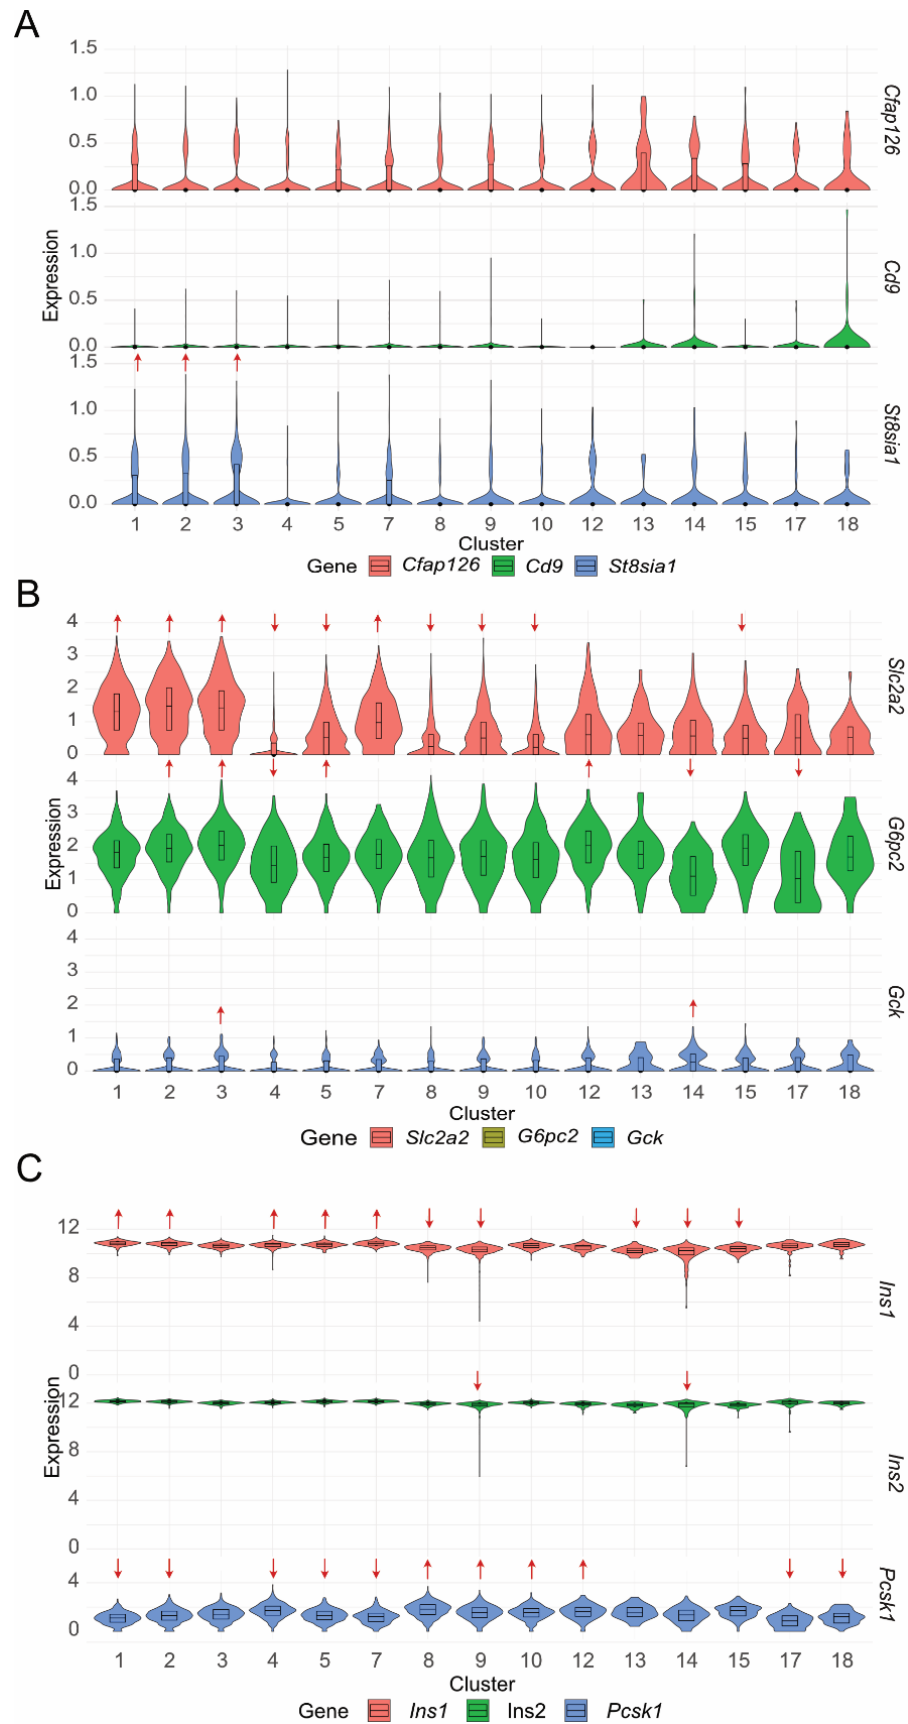 A
1.5
1.0
0.5
0.0
Cfap126
1.5
1.0
0.5
0.0
Cd9
1.5
1.0
0.5
0.0
St8sia1
Expression
1 2 3 4 5 7 8 9 10 12 13 14 15 17 18
Cluster
Gene Cfap126 Cd9 St8sia1
B
4
3
2
1
0
Slc2a2
4
3
2
1
0
G6pc2
Expression
4
3
2
1
0
Gck
1 2 3 4 5 7 8 9 10 12 13 14 15 17 18
Cluster
Gene Slc2a2 G6pc2 Gck
C
12
8
4
0
Ins1
12
8
4
0
Ins2
Expression
4
0
Pcsk1
1 2 3 4 5 7 8 9 10 12 13 14 15 17 18
Cluster
Gene Ins1 Ins2 Pcsk1